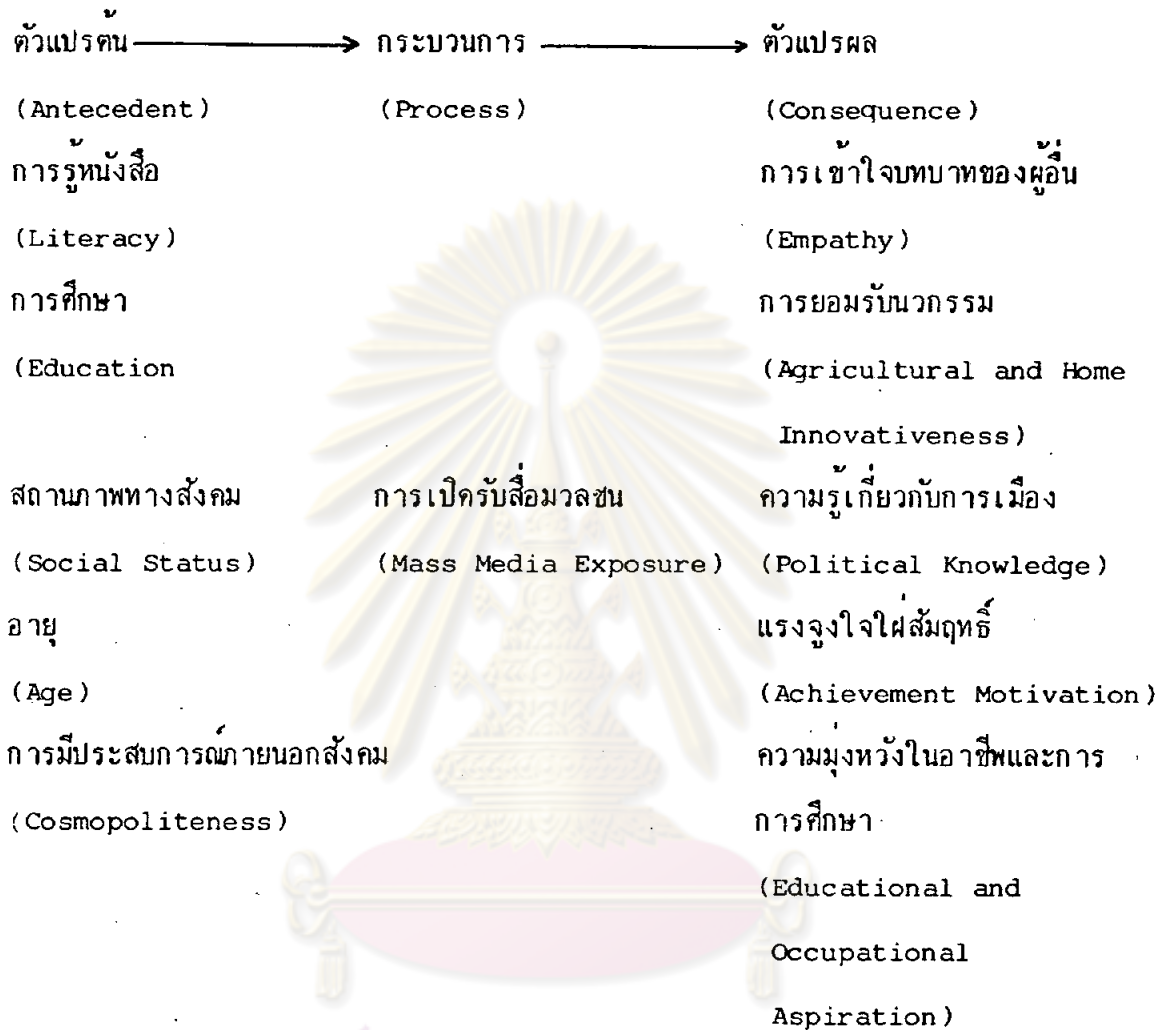 ตัวแปรต้น ⟶ กระบวนการ ⟶ ตัวแปรผล
(Antecedent) (Process) (Consequence)
การรู้หนังสือ การเข้าใจบทบาทของผู้อื่น
(Literacy) (Empathy)
การศึกษา การยอมรับนวกรรม
(Education (Agricultural and Home
Innovativeness)
สถานภาพทางสังคม การเปิดรับสื่อมวลชน ความรู้เกี่ยวกับการเมือง
(Social Status) (Mass Media Exposure) (Political Knowledge)
อายุ แรงจูงใจใฝ่สัมฤทธิ์
(Age) (Achievement Motivation)
การมีประสบการณ์ภายนอกสังคม ความมุ่งหวังในอาชีพและการ
(Cosmopoliteness) การศึกษา
(Educational and
Occupational
Aspiration)